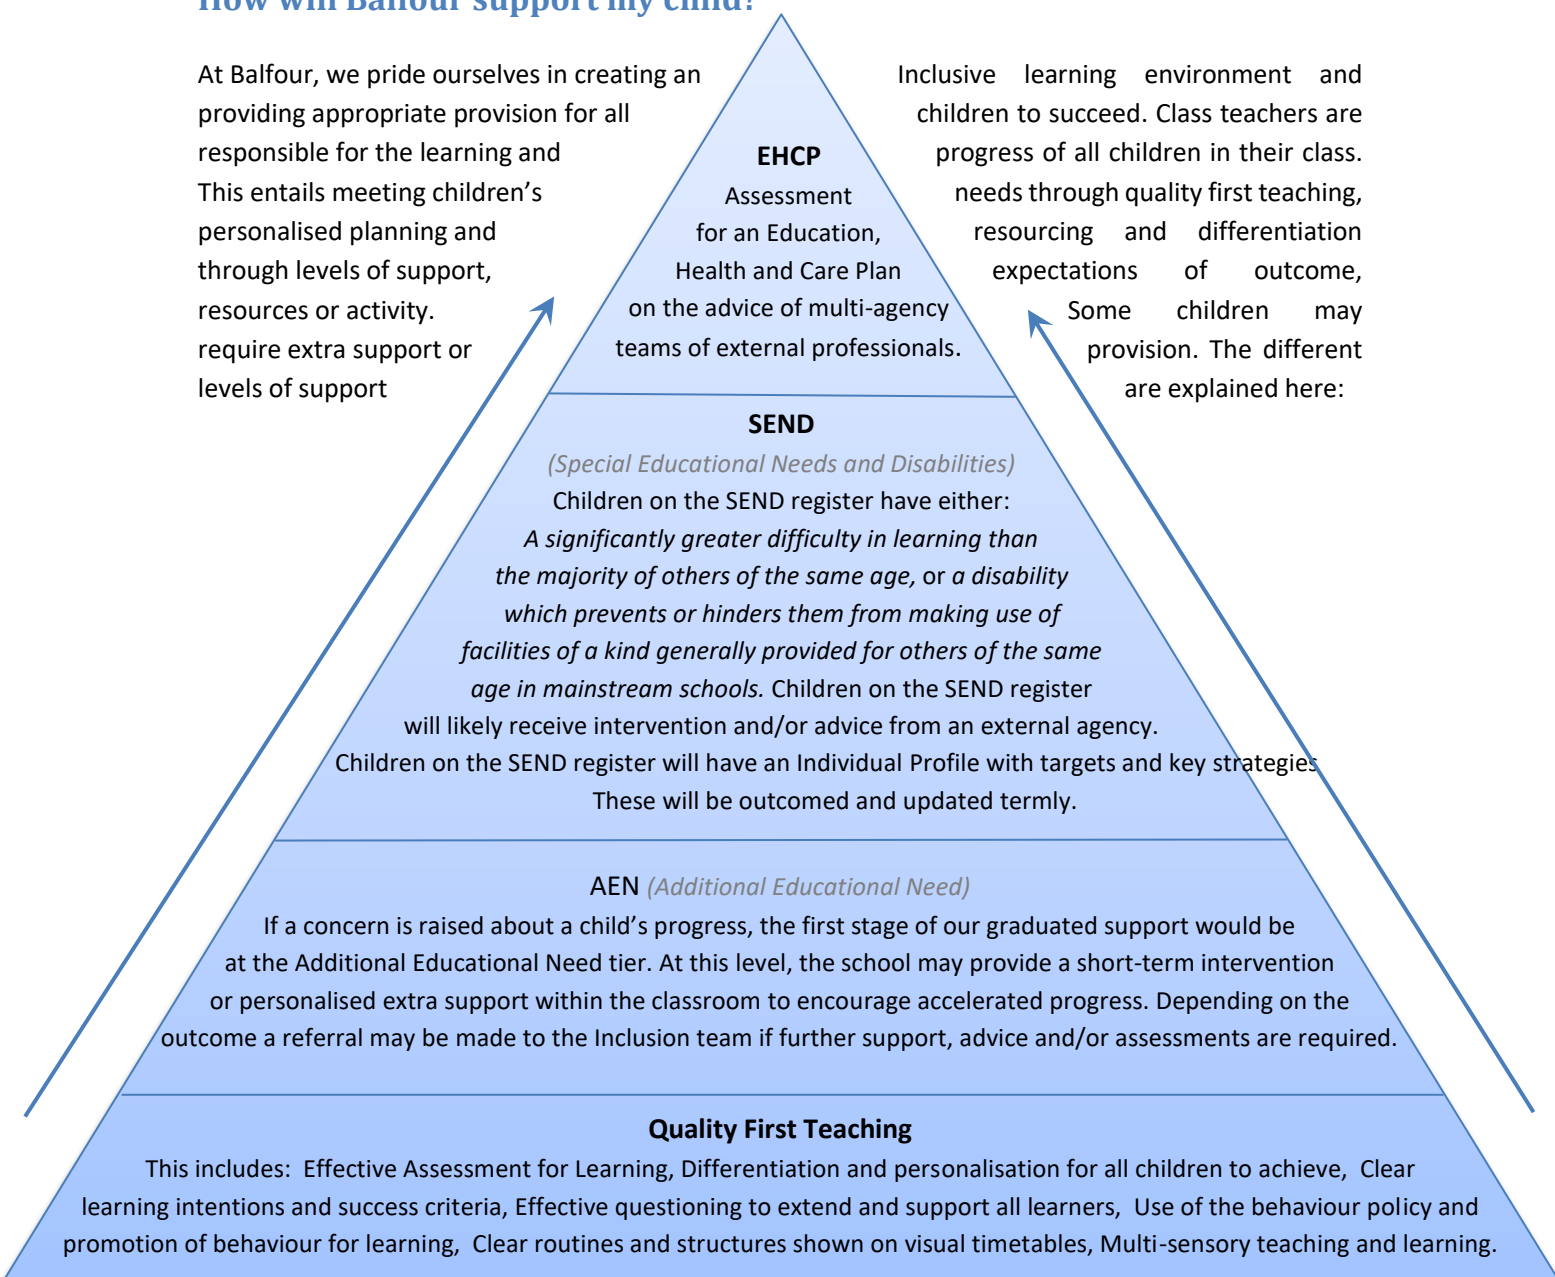 How will Balfour support my child?
At Balfour, we pride ourselves in creating an Inclusive learning environment and
providing appropriate provision for all children to succeed. Class teachers are
responsible for the learning and progress of all children in their class.
This entails meeting children’s needs through quality first teaching,
personalised planning and resourcing and differentiation
through levels of support, expectations of outcome,
resources or activity. Some children may
require extra support or provision. The different
levels of support are explained here:
EHCP
Assessment
for an Education,
Health and Care Plan
on the advice of multi-agency
teams of external professionals.
SEND
(Special Educational Needs and Disabilities)
Children on the SEND register have either:
A significantly greater difficulty in learning than
the majority of others of the same age, or a disability
which prevents or hinders them from making use of
facilities of a kind generally provided for others of the same
age in mainstream schools. Children on the SEND register
will likely receive intervention and/or advice from an external agency.
Children on the SEND register will have an Individual Profile with targets and key strategies
These will be outcomed and updated termly.
AEN (Additional Educational Need)
If a concern is raised about a child’s progress, the first stage of our graduated support would be
at the Additional Educational Need tier. At this level, the school may provide a short-term intervention
or personalised extra support within the classroom to encourage accelerated progress. Depending on the
outcome a referral may be made to the Inclusion team if further support, advice and/or assessments are required.
Quality First Teaching
This includes:  Effective Assessment for Learning, Differentiation and personalisation for all children to achieve,  Clear
learning intentions and success criteria, Effective questioning to extend and support all learners,  Use of the behaviour policy and
promotion of behaviour for learning,  Clear routines and structures shown on visual timetables, Multi-sensory teaching and learning.